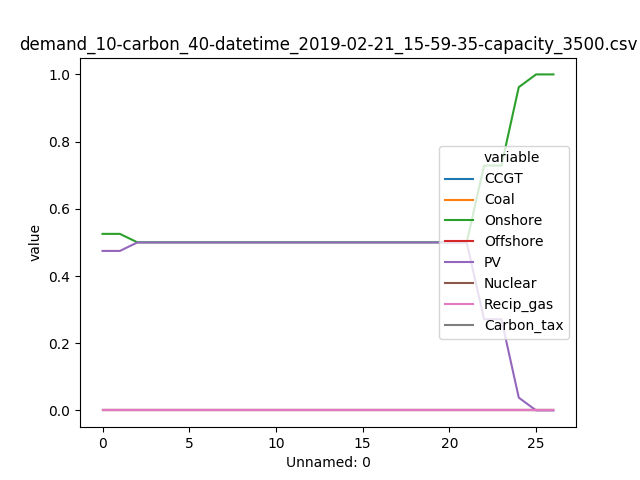 demand_10-carbon_40-datetime_2019-02-21_15-59-35-capacity_3500.csv
1.0
0.8
0.6
0.4
0.2
0.0
value
0
5
10
15
20
25
Unnamed: 0
variable
CCGT
Coal
Onshore
Offshore
PV
Nuclear
Recip_gas
Carbon_tax